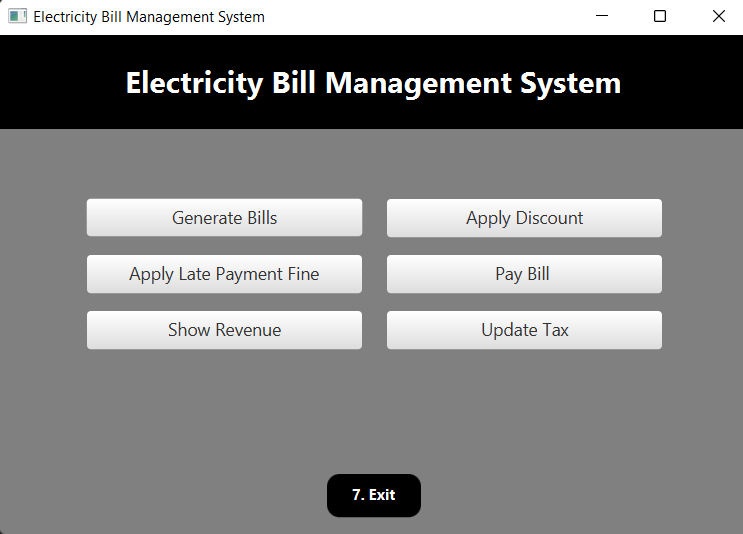 Electricity Bill Management System
Electricity Bill Management System
Generate Bills
Apply Discount
Apply Late Payment Fine
Pay Bill
Show Revenue
Update Tax
7. Exit